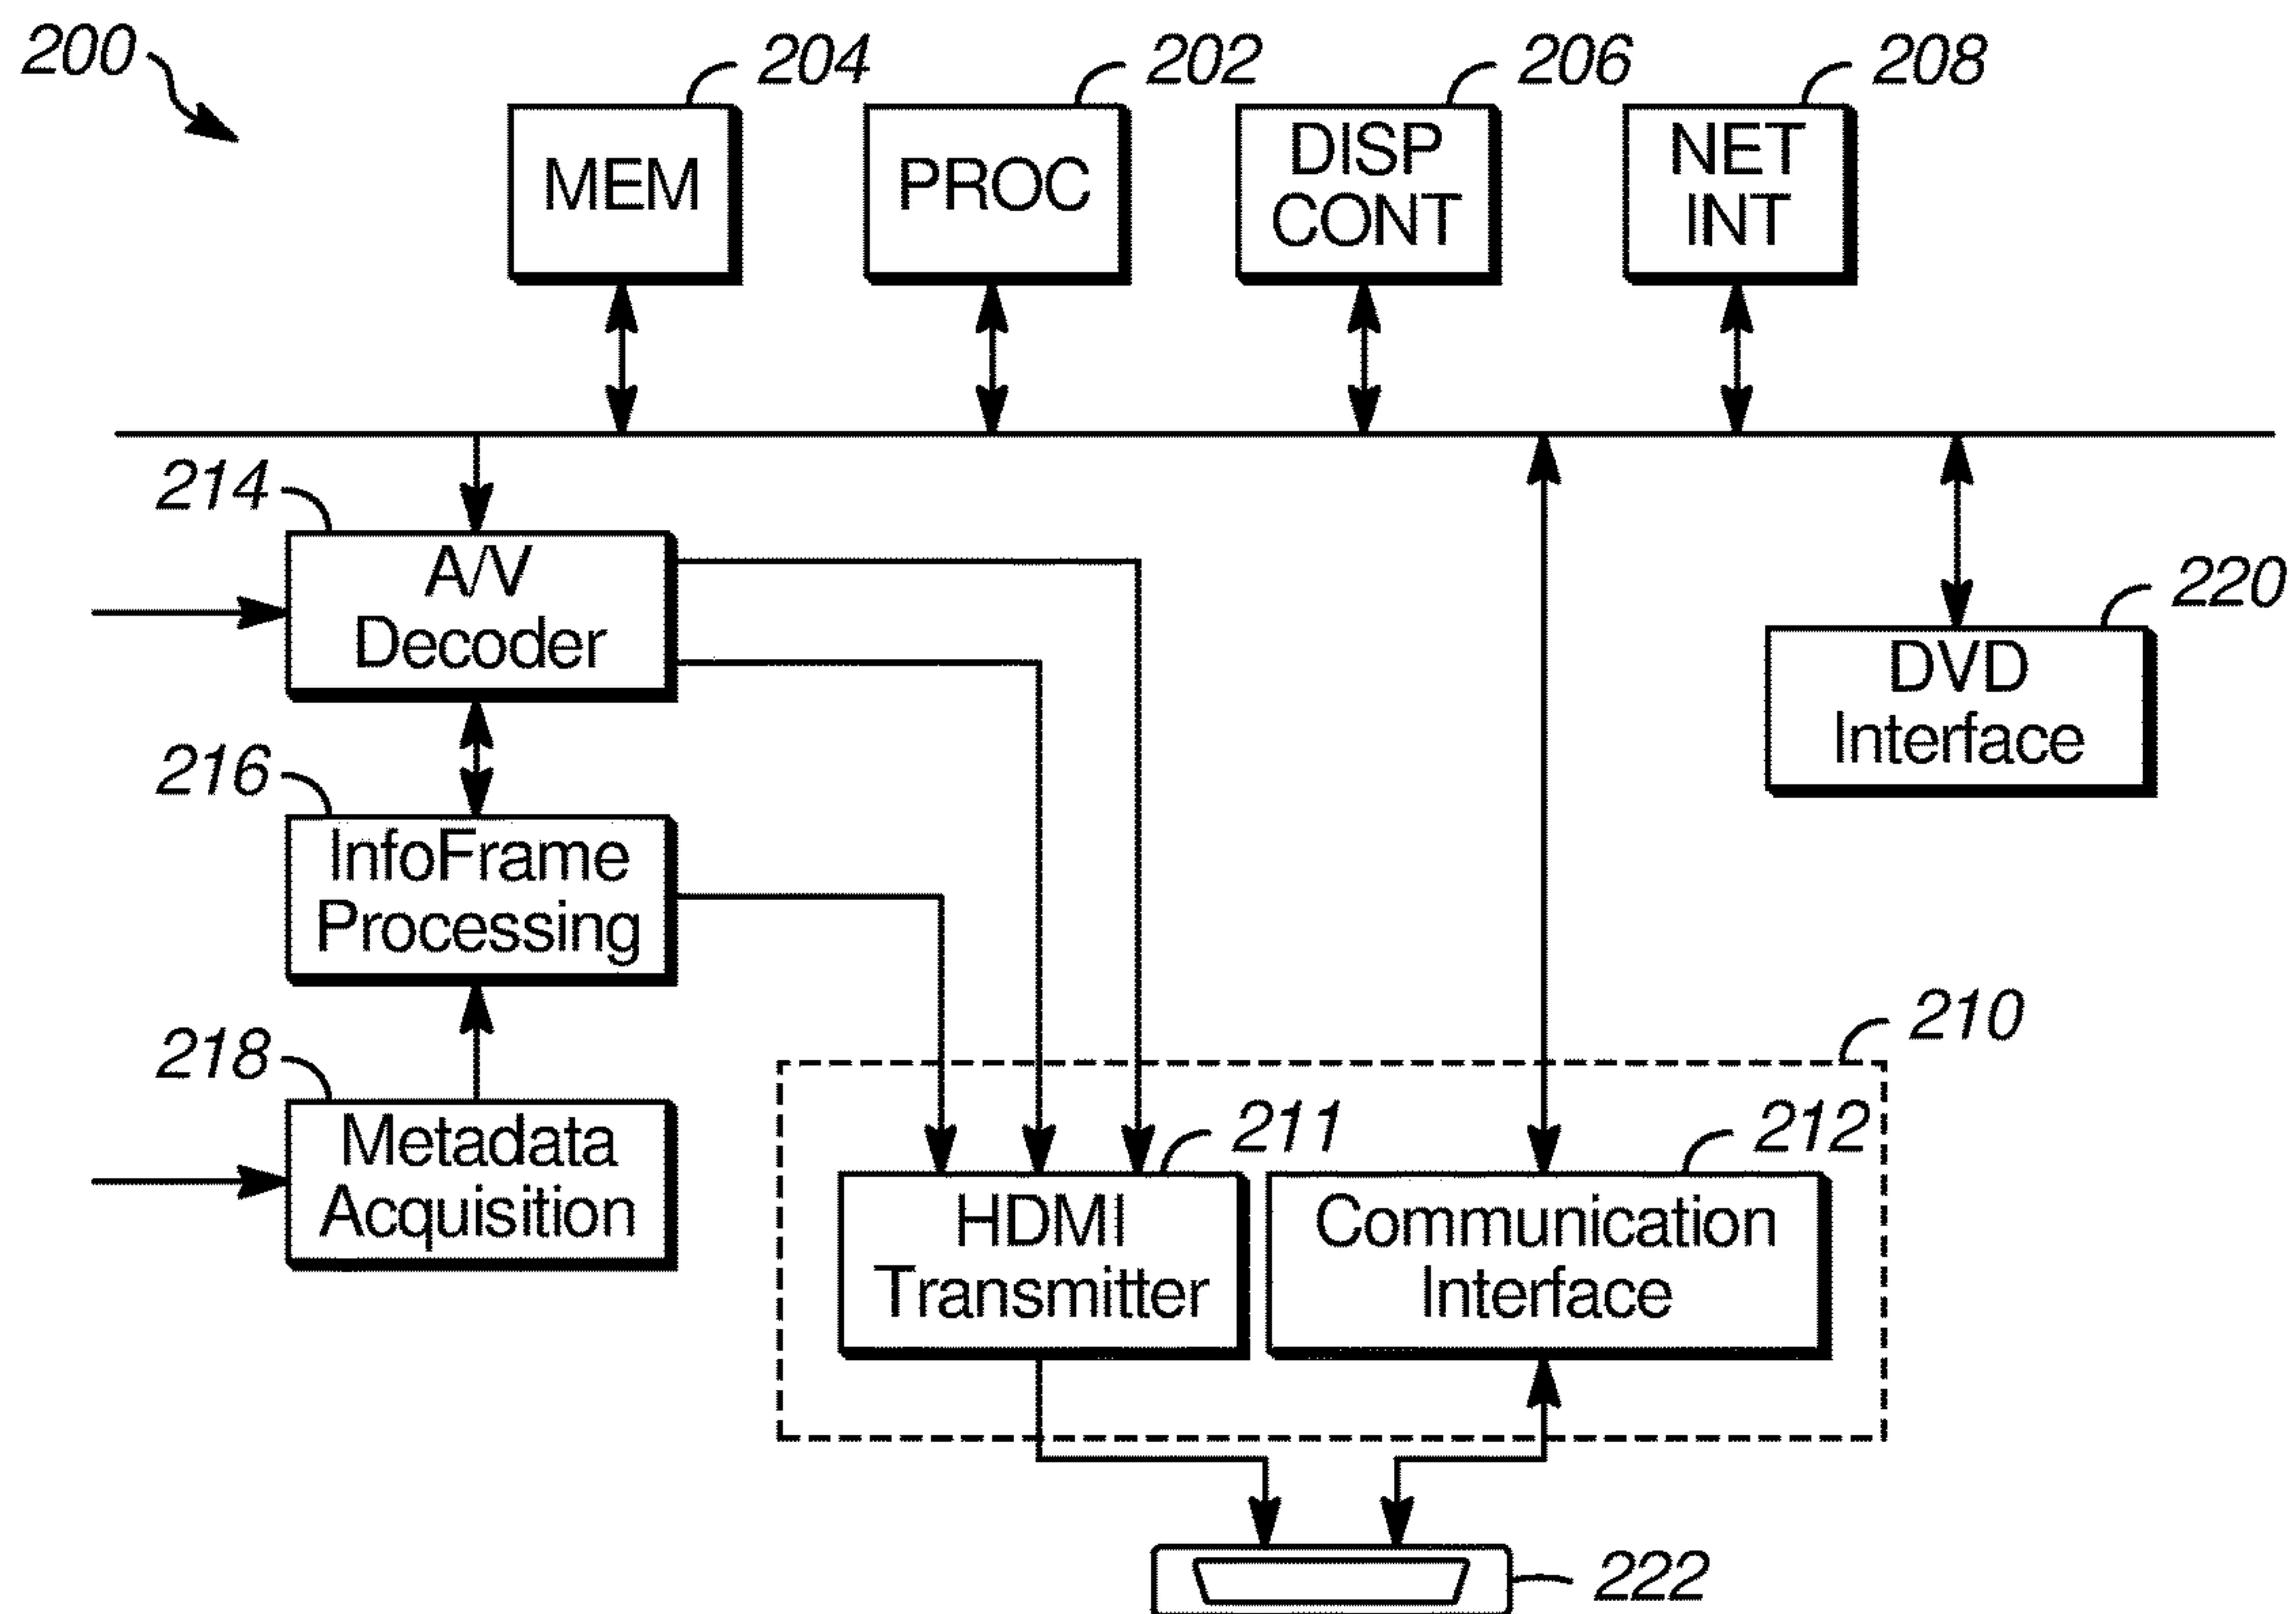 200
204
202
206
208
MEM
PROC
DISP
CONT
NET
INT
214
A/V
Decoder
220
DVD
Interface
216
InfoFrame
Processing
210
218
Metadata
Acquisition
211
212
HDMI
Transmitter
Communication
Interface
222